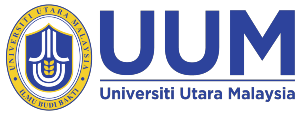 UNIVERSITI UTARA MALAYSIA
ILMU BUDI BAKTI
UUM
Universiti Utara Malaysia